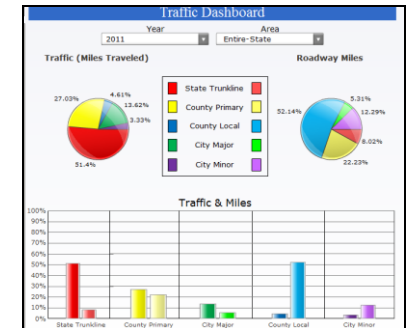 Traffic Dashboard
Year
Area
2011
Entire-State
Traffic (Miles Traveled)
Roadway Miles
27.03%
4.61%
13.62%
3.33%
51.4%
State Trunkline
County Primary
County Local
City Major
City Minor
52.14%
5.31%
12.29%
8.02%
22.23%
Traffic & Miles
100%
90%
80%
70%
60%
50%
40%
30%
20%
10%
0%
State Trunkline
County Primary
City Major
County Local
City Minor